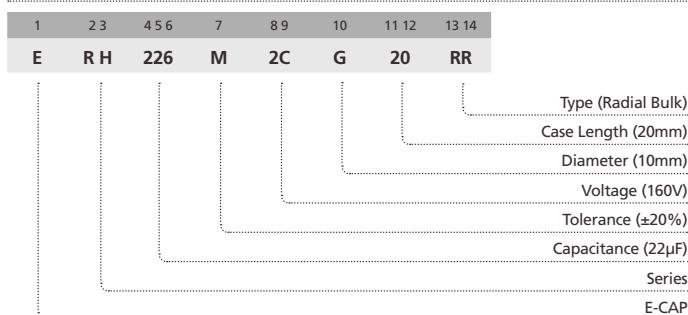 1 2 3 4 5 6 7 8 9 10 11 12 13 14
E R H 226 M 2C G 20 RR
Type (Radial Bulk)
Case Length (20mm)
Diameter (10mm)
Voltage (160V)
Tolerance (±20%)
Capacitance (22µF)
Series
E-CAP